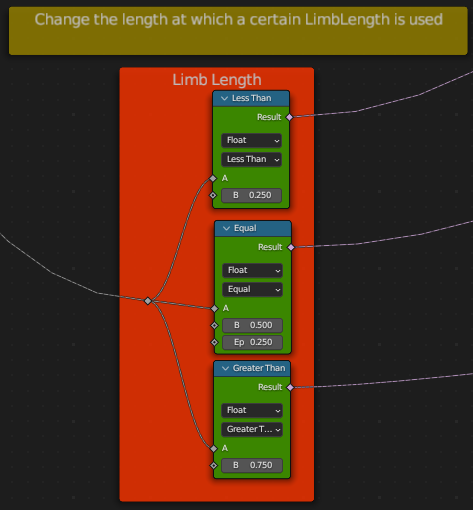 Change the length at which a certain LimbLength is used
Limb Length
Less Than
Result
Float
Less Than
A
B 0.250
Equal
Result
Float
Equal
A
B 0.500
Ep 0.250
Greater Than
Result
Float
Greater T...
A
B 0.750